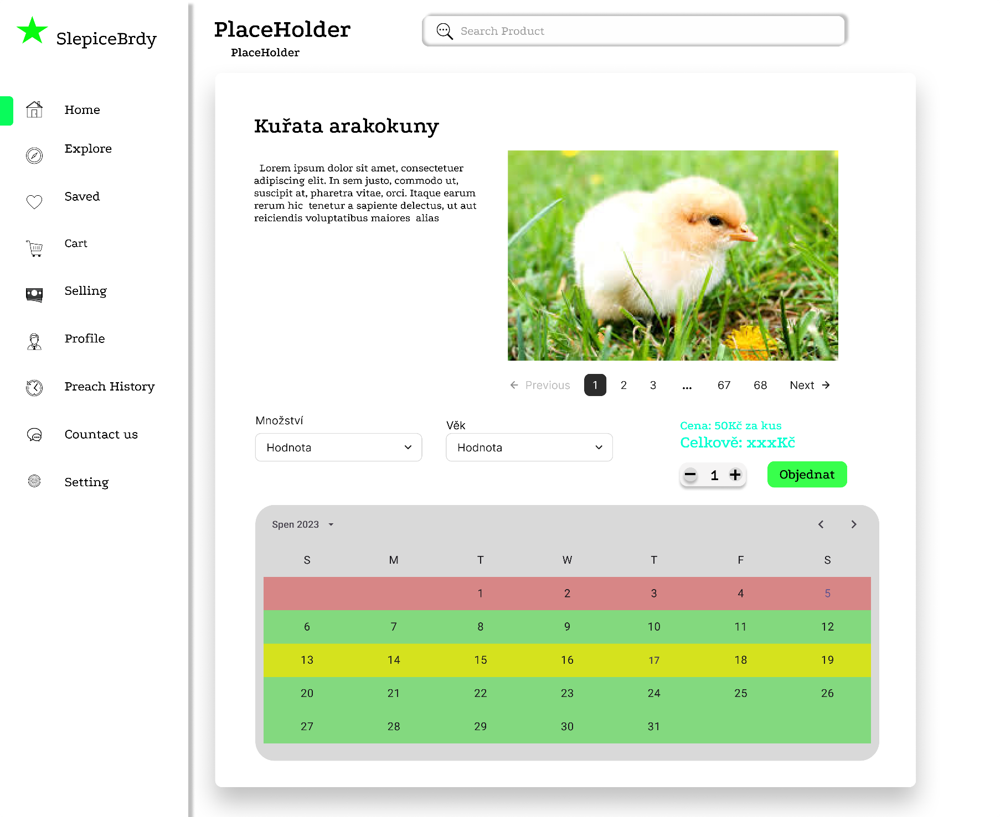 SlepiceBrdy
Home
Explore
Saved
Cart
Selling
Profile
Preach History
Countact us
Setting
PlaceHolder
PlaceHolder
Search Product
Kuřata arakokuny
Lorem ipsum dolor sit amet, consectetuer
adipiscing elit. In sem justo, commodo ut,
suscipit at, pharetra vitae, orci. Itaque earum
rerum hic  tenetur a sapiente delectus, ut aut
reiciendis voluptatibus maiores  alias
← Previous 1 2 3 ... 67 68 Next →
Množství
Hodnota
Věk
Hodnota
Cena: 50Kč za kus
Celkově: xxxKč
− 1 +
Objednat
Spen 2023
S M T W T F S
1 2 3 4 5
6 7 8 9 10 11 12
13 14 15 16 17 18 19
20 21 22 23 24 25 26
27 28 29 30 31